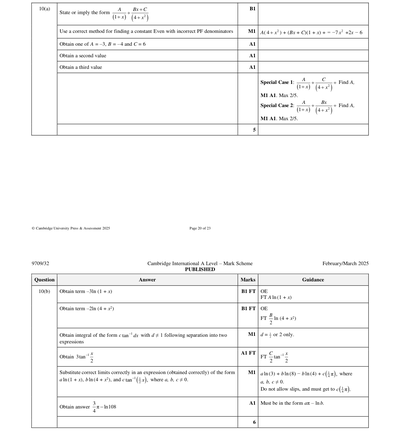 10(a)
State or imply the form A/(1 + x) + (Bx + C)/(4 + x²)
B1
Use a correct method for finding a constant Even with incorrect PF denominators
M1
A(4 + x²) + (Bx + C)(1 + x) = −7x² + 2x − 6
Obtain one of A = −3, B = −4 and C = 6
A1
Obtain a second value
A1
Obtain a third value
A1
Special Case 1: A/(1 + x) + C/(4 + x²) + Find A.
M1 A1. Max 2/5.
Special Case 2: A/(1 + x) + Bx/(4 + x²) + Find A.
M1 A1. Max 2/5.
5
© Cambridge University Press & Assessment 2025
Page 20 of 23
9709/32
Cambridge International A Level – Mark Scheme
PUBLISHED
February/March 2025
Question Answer Marks Guidance
10(b)
Obtain term −3ln (1 + x)
B1 FT
OE
FT A ln (1 + x)
Obtain term −2ln (4 + x²)
B1 FT
OE
FT B/2 ln (4 + x²)
Obtain integral of the form c tan⁻¹ dx with d ≠ 1 following separation into two
expressions
M1
d = ½ or 2 only.
Obtain 3tan⁻¹ x/2
A1 FT
FT C/2 tan⁻¹ x/2
Substitute correct limits correctly in an expression (obtained correctly) of the form
a ln (1 + x), b ln (4 + x²), and c tan⁻¹(½ x), where a, b, c ≠ 0.
M1
a ln(3) + b ln(8) − b ln(4) + c(¼ π), where
a, b, c ≠ 0.
Do not allow slips, and must get to c(¼ π).
Obtain answer 3/4 π − ln108
A1
Must be in the form aπ − ln b.
6